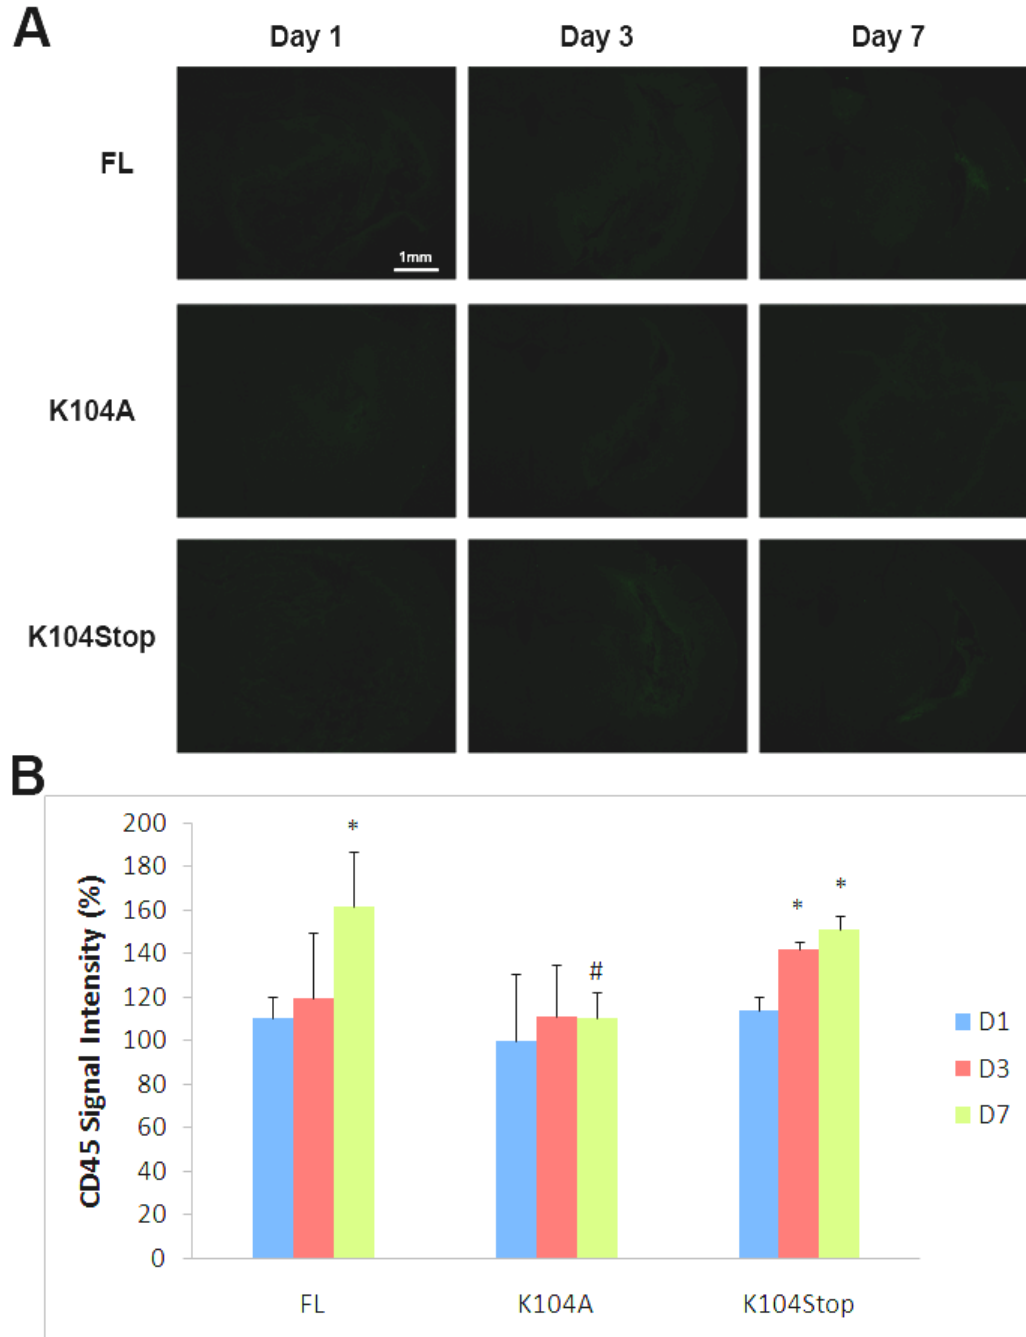 A
Day 1 Day 3 Day 7
FL
1mm
K104A
K104Stop
B
200
180
160
140
120
100
80
60
40
20
0
CD45 Signal Intensity (%)
*
#
*
*
FL K104A K104Stop
D1
D3
D7